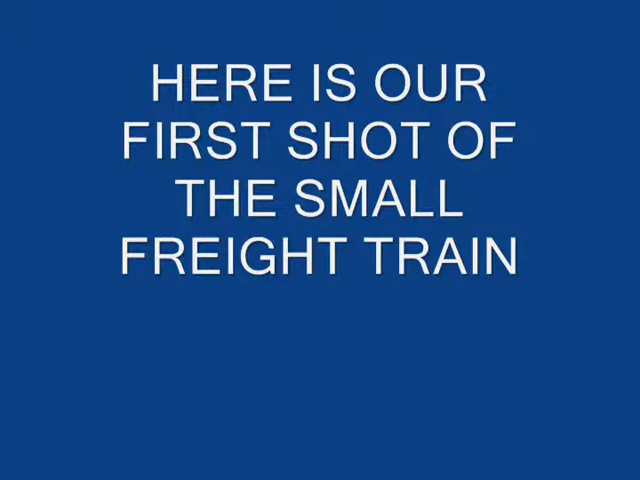 HERE IS OUR
FIRST SHOT OF
THE SMALL
FREIGHT TRAIN